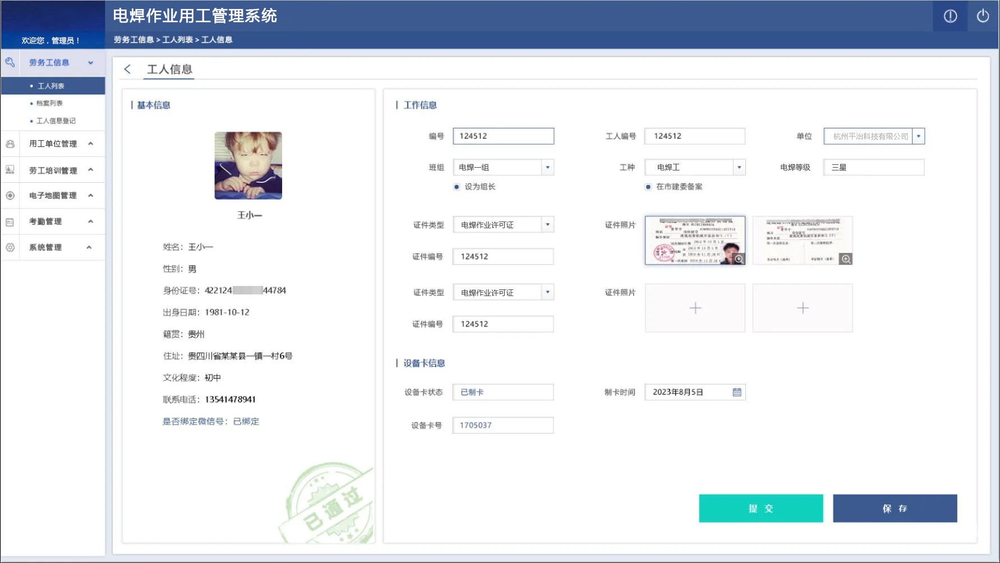 电焊作业用工管理系统
欢迎您，管理员！
劳务工信息 > 工人列表 > 工人信息
劳务工信息
工人列表
档案列表
工人信息登记
用工单位管理
劳工培训管理
电子地图管理
考勤管理
系统管理
工人信息
基本信息
王小一
姓名：王小一
性别：男
身份证号：422124 44784
出身日期：1981-10-12
籍贯：贵州
住址：贵四川省某某县一镇一村6号
文化程度：初中
联系电话：13541478941
是否绑定微信号：已绑定
已通过
工作信息
编号 124512 工人编号 124512 单位 杭州平治科技有限公司
班组 电焊一组 工种 电焊工 电焊等级 三星
设为组长 在市建委备案
证件类型 电焊作业许可证 证件照片
证件编号 124512
证件类型 电焊作业许可证 证件照片
证件编号 124512
设备卡信息
设备卡状态 已制卡 制卡时间 2023年8月5日
设备卡号 1705037
提 交 保 存